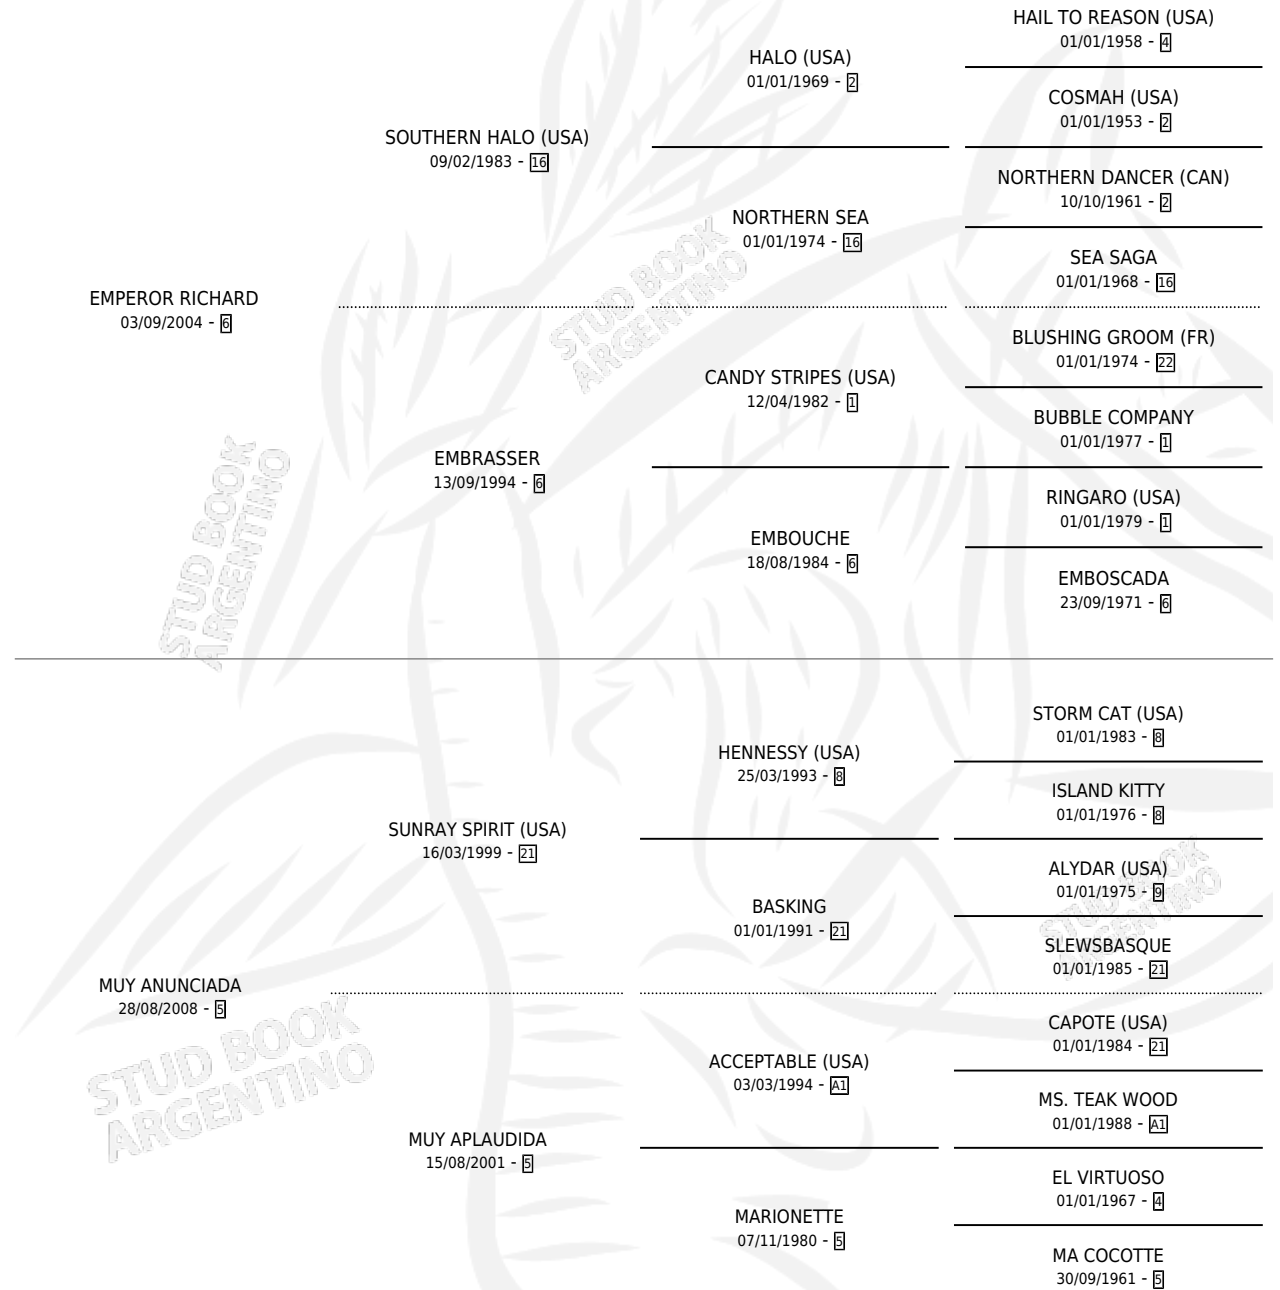 HAIL TO REASON (USA)
01/01/1958 - 4
HALO (USA)
01/01/1969 - 2
COSMAH (USA)
01/01/1953 - 2
SOUTHERN HALO (USA)
09/02/1983 - 16
NORTHERN DANCER (CAN)
10/10/1961 - 2
NORTHERN SEA
01/01/1974 - 16
SEA SAGA
01/01/1968 - 16
EMPEROR RICHARD
03/09/2004 - 6
STUD BOOK
ARGENTINO
BLUSHING GROOM (FR)
01/01/1974 - 22
CANDY STRIPES (USA)
12/04/1982 - 1
BUBBLE COMPANY
01/01/1977 - 1
EMBRASSER
13/09/1994 - 6
RINGARO (USA)
01/01/1979 - 1
EMBOUCHE
18/08/1984 - 6
EMBOSCADA
23/09/1971 - 6
STUD BOOK
ARGENTINO
STORM CAT (USA)
01/01/1983 - 8
HENNESSY (USA)
25/03/1993 - 8
ISLAND KITTY
01/01/1976 - 8
SUNRAY SPIRIT (USA)
16/03/1999 - 21
ALYDAR (USA)
01/01/1975 - 9
STUD BOOK
ARGENTINO
BASKING
01/01/1991 - 21
SLEWSBASQUE
01/01/1985 - 21
MUY ANUNCIADA
28/08/2008 - 5
STUD BOOK
ARGENTINO
CAPOTE (USA)
01/01/1984 - 21
ACCEPTABLE (USA)
03/03/1994 - A1
MS. TEAK WOOD
01/01/1988 - A1
MUY APLAUDIDA
15/08/2001 - 5
EL VIRTUOSO
01/01/1967 - 4
MARIONETTE
07/11/1980 - 5
MA COCOTTE
30/09/1961 - 5